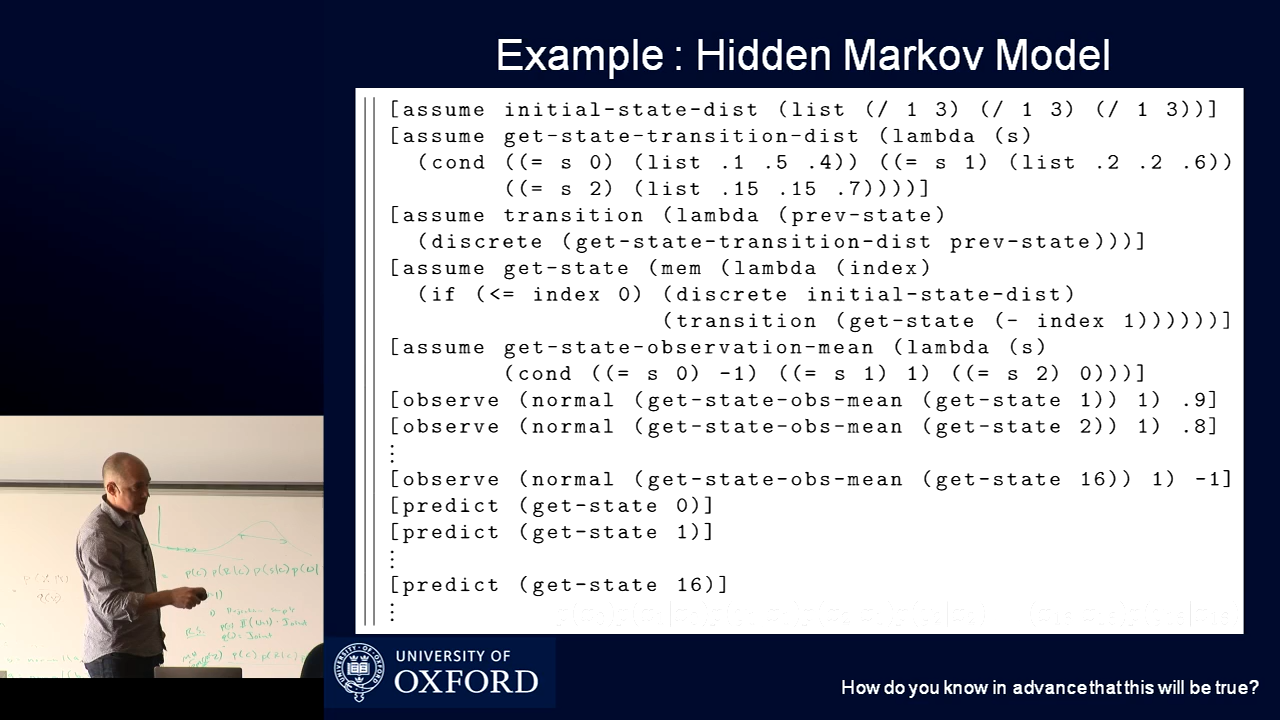 Example : Hidden Markov Model
[assume initial-state-dist (list (/ 1 3) (/ 1 3) (/ 1 3))]
[assume get-state-transition-dist (lambda (s)
(cond ((= s 0) (list .1 .5 .4)) ((= s 1) (list .2 .2 .6))
((= s 2) (list .15 .15 .7))))]
[assume transition (lambda (prev-state)
(discrete (get-state-transition-dist prev-state)))]
[assume get-state (mem (lambda (index)
(if (<= index 0) (discrete initial-state-dist)
(transition (get-state (- index 1))))))]
[assume get-state-observation-mean (lambda (s)
(cond ((= s 0) -1) ((= s 1) 1) ((= s 2) 0)))]
[observe (normal (get-state-obs-mean (get-state 1)) 1) .9]
[observe (normal (get-state-obs-mean (get-state 2)) 1) .8]
⋮
[observe (normal (get-state-obs-mean (get-state 16)) 1) -1]
[predict (get-state 0)]
[predict (get-state 1)]
⋮
[predict (get-state 16)]
⋮
UNIVERSITY OF
OXFORD
How do you know in advance that this will be true?